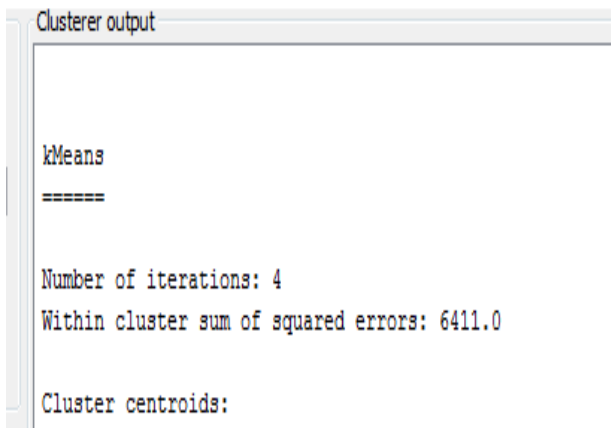 Clusterer output
kMeans
======
Number of iterations: 4
Within cluster sum of squared errors: 6411.0
Cluster centroids: